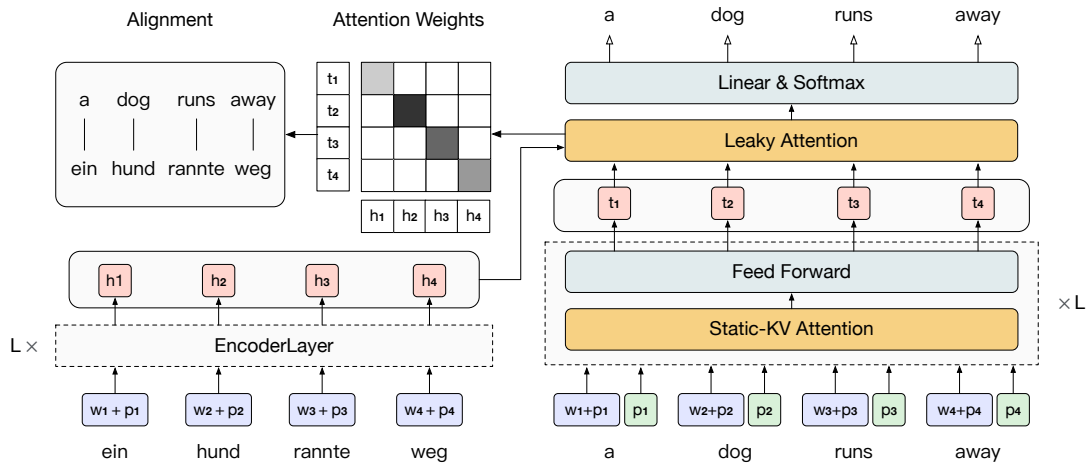 Alignment
a dog runs away
ein hund rannte weg
Attention Weights
t1
t2
t3
t4
h1 h2 h3 h4
h1 h2 h3 h4
L ×
EncoderLayer
w1 + p1 w2 + p2 w3 + p3 w4 + p4
ein hund rannte weg
a dog runs away
Linear & Softmax
Leaky Attention
t1 t2 t3 t4
Feed Forward
Static-KV Attention
× L
w1+p1 p1 w2+p2 p2 w3+p3 p3 w4+p4 p4
a dog runs away